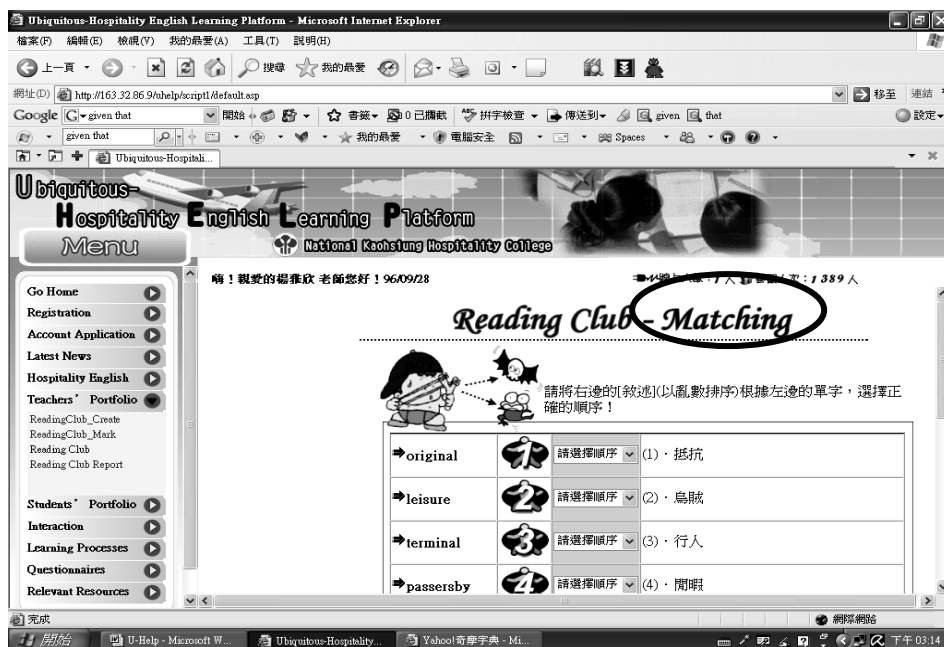 Ubiquitous-Hospitality English Learning Platform - Microsoft Internet Explorer
檔案(F) 編輯(E) 檢視(V) 我的最愛(A) 工具(T) 說明(H)
上一頁 搜尋 我的最愛
網址(D) http://163.32.86.9/uhelp/script1/default.asp 移至 連結
Google G given that 開始 書籤 0 已攔截 拼字檢查 傳送到 given that 設定
given that 我的最愛 電腦安全 Spaces
Ubiquitous-Hospitali...
Ubiquitous-
Hospitality English Learning Platform
Menu
National Kaohsiung Hospitality College
嗨！親愛的楊雅欣 老師您好！96/09/28
1 人
: 1389 人
Go Home
Registration
Account Application
Latest News
Hospitality English
Teachers' Portfolio
ReadingClub_Create
ReadingClub_Mark
Reading Club
Reading Club Report
Students' Portfolio
Interaction
Learning Processes
Questionnaires
Relevant Resources
Reading Club - Matching
請將右邊的[敘述](以亂數排序)根據左邊的單字，選擇正
確的順序！
original 1 請選擇順序 (1)．抵抗
leisure 2 請選擇順序 (2)．烏賊
terminal 3 請選擇順序 (3)．行人
passersby 4 請選擇順序 (4)．閒暇
完成 網際網路
開始 U-Help - Microsoft W... Ubiquitous-Hospitality... Yahoo!奇摩字典 - Mi... 下午 03:14